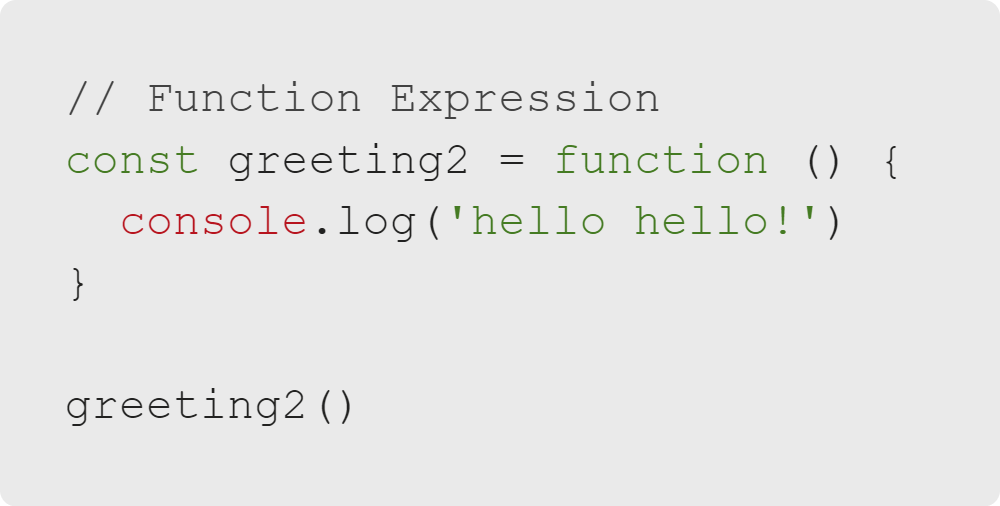 // Function Expression
const greeting2 = function () {
  console.log('hello hello!')
}
greeting2()